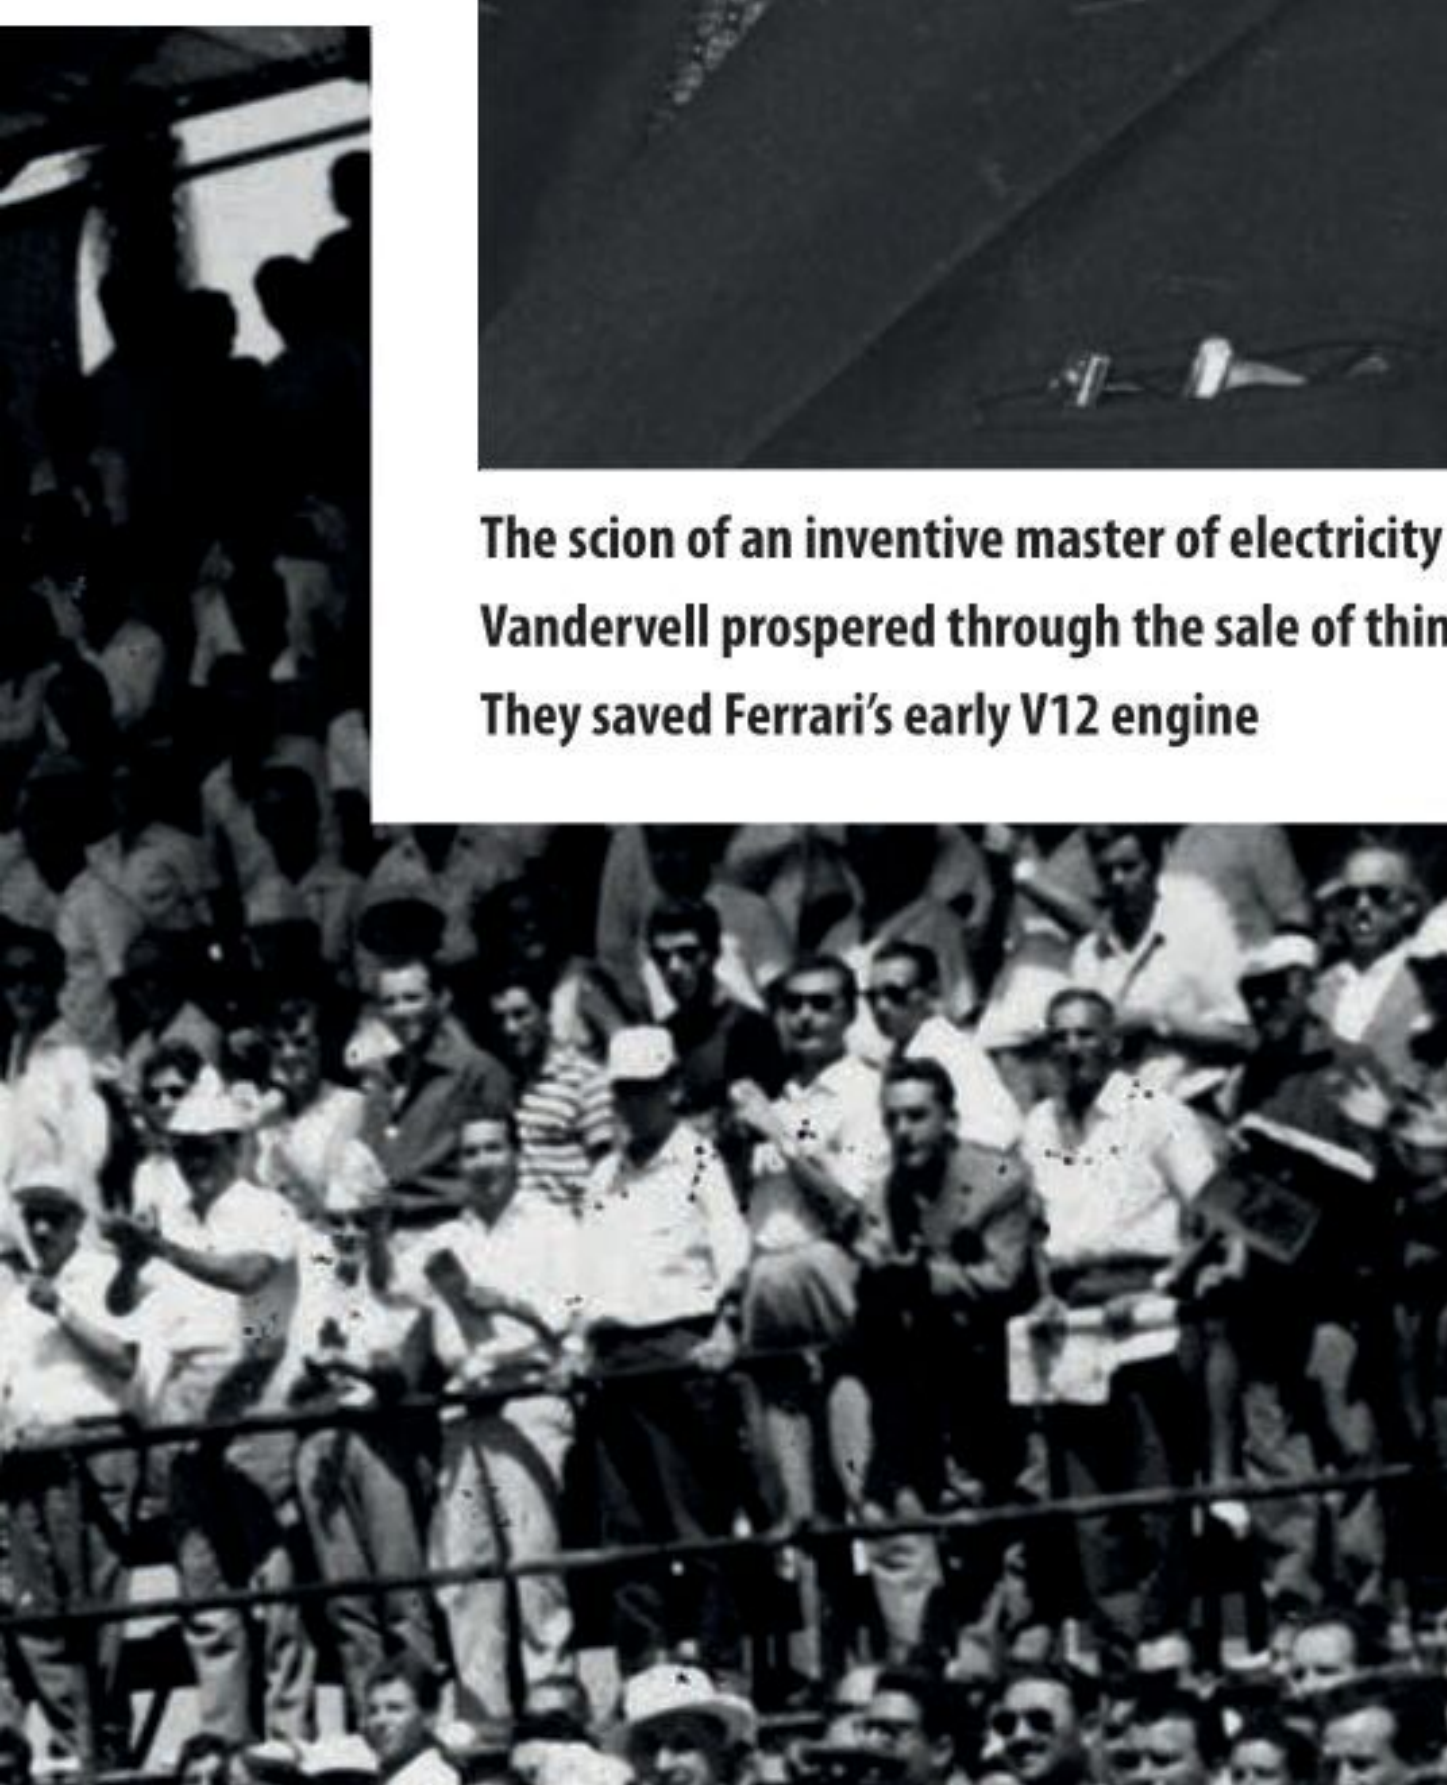 The scion of an inventive master of electricity
Vandervell prospered through the sale of thin
They saved Ferrari's early V12 engine